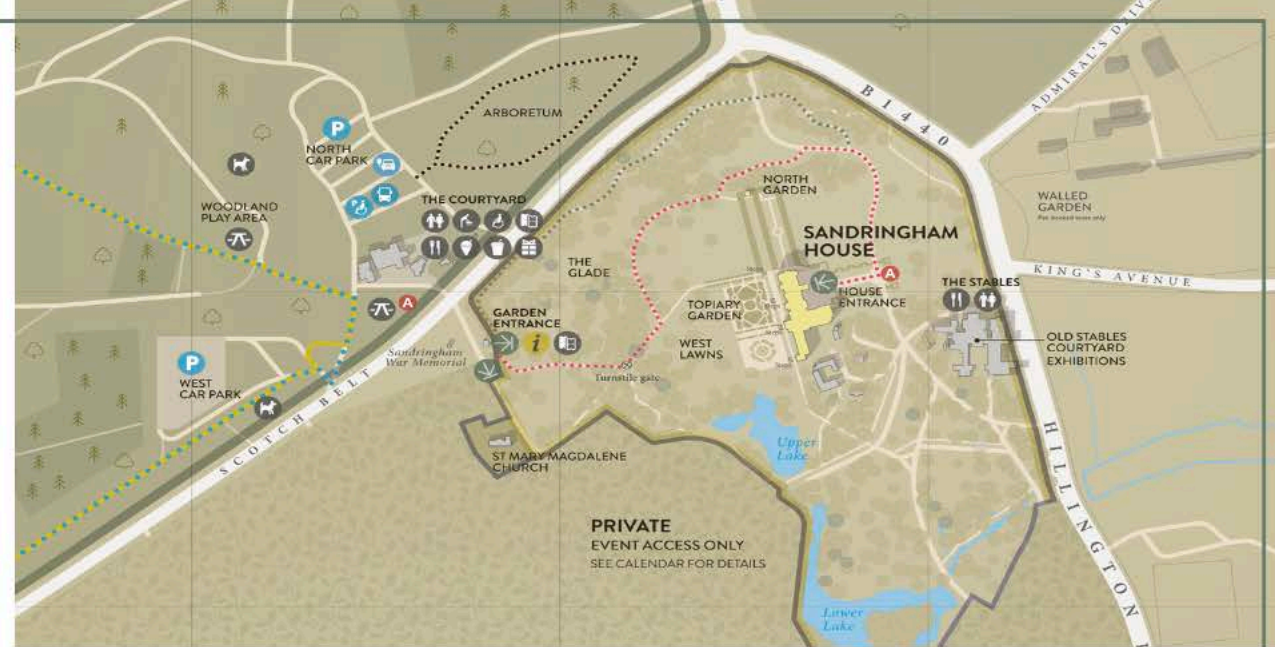 ARBORETUM
P
NORTH
CAR PARK
WOODLAND
PLAY AREA
THE COURTYARD
B1440
ADMIRAL'S DRIVE
WALLED
GARDEN
KING'S AVENUE
NORTH
GARDEN
SANDRINGHAM
HOUSE
A
HOUSE
ENTRANCE
THE STABLES
OLD STABLES
COURTYARD
EXHIBITIONS
THE
GLADE
TOPIARY
GARDEN
WEST
LAWNS
A
GARDEN
ENTRANCE
i
&
Sandringham
War Memorial
Turnstile gate
P
WEST
CAR PARK
SCOTCH BELT
ST MARY MAGDALENE
CHURCH
Upper
Lake
PRIVATE
EVENT ACCESS ONLY
SEE CALENDAR FOR DETAILS
Lower
Lake
HILLINGTON